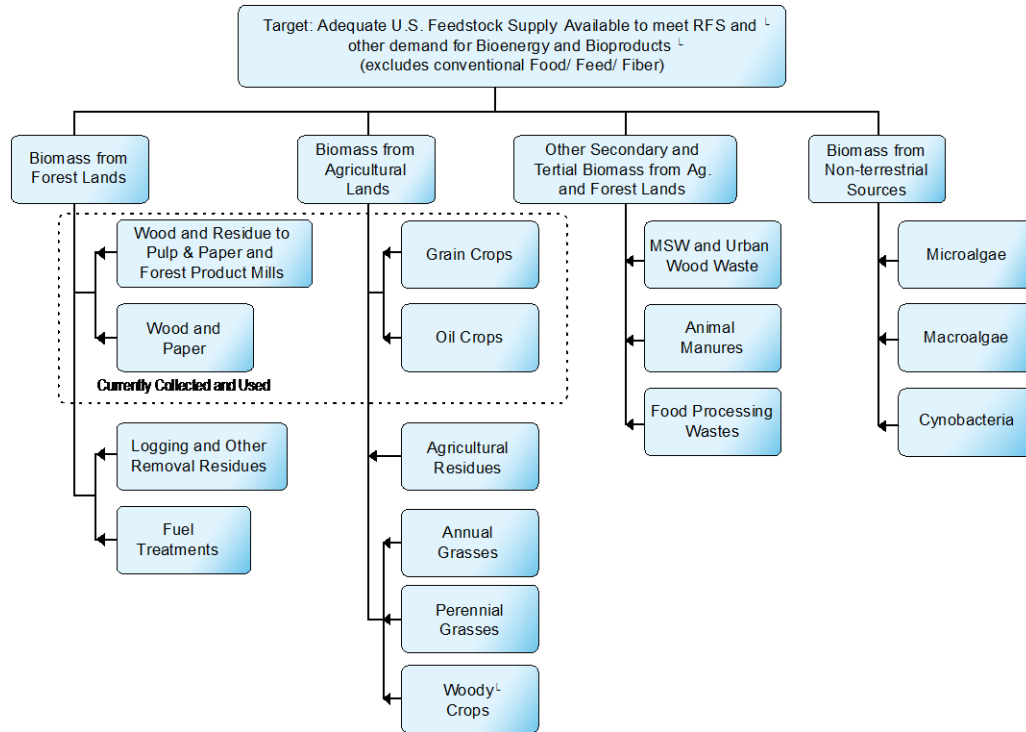 Target: Adequate U.S. Feedstock Supply Available to meet RFS and
other demand for Bioenergy and Bioproducts
(excludes conventional Food/ Feed/ Fiber)
Biomass from
Forest Lands
Biomass from
Agricultural
Lands
Other Secondary and
Tertial Biomass from Ag.
and Forest Lands
Biomass from
Non-terrestrial
Sources
Wood and Residue to
Pulp & Paper and
Forest Product Mills
Grain Crops
MSW and Urban
Wood Waste
Microalgae
Wood and
Paper
Oil Crops
Animal
Manures
Macroalgae
Currently Collected and Used
Food Processing
Wastes
Cynobacteria
Logging and Other
Removal Residues
Agricultural
Residues
Fuel
Treatments
Annual
Grasses
Perennial
Grasses
Woody
Crops